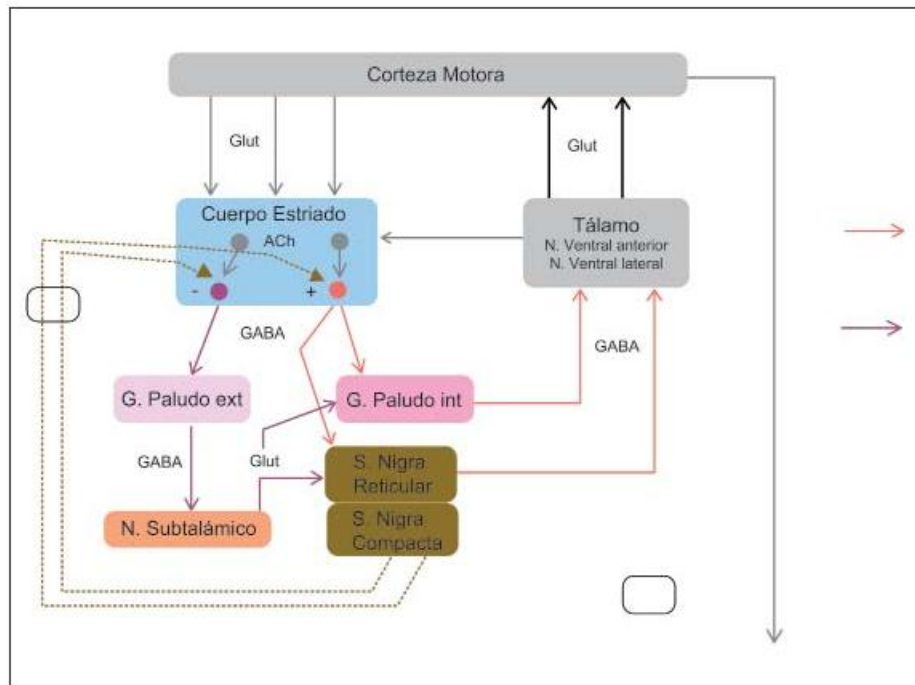 Corteza Motora
Glut
Glut
Cuerpo Estriado
ACh
- +
Tálamo
N. Ventral anterior
N. Ventral lateral
GABA
GABA
G. Paludo ext
G. Paludo int
GABA
Glut
S. Nigra
Reticular
N. Subtalámico
S. Nigra
Compacta